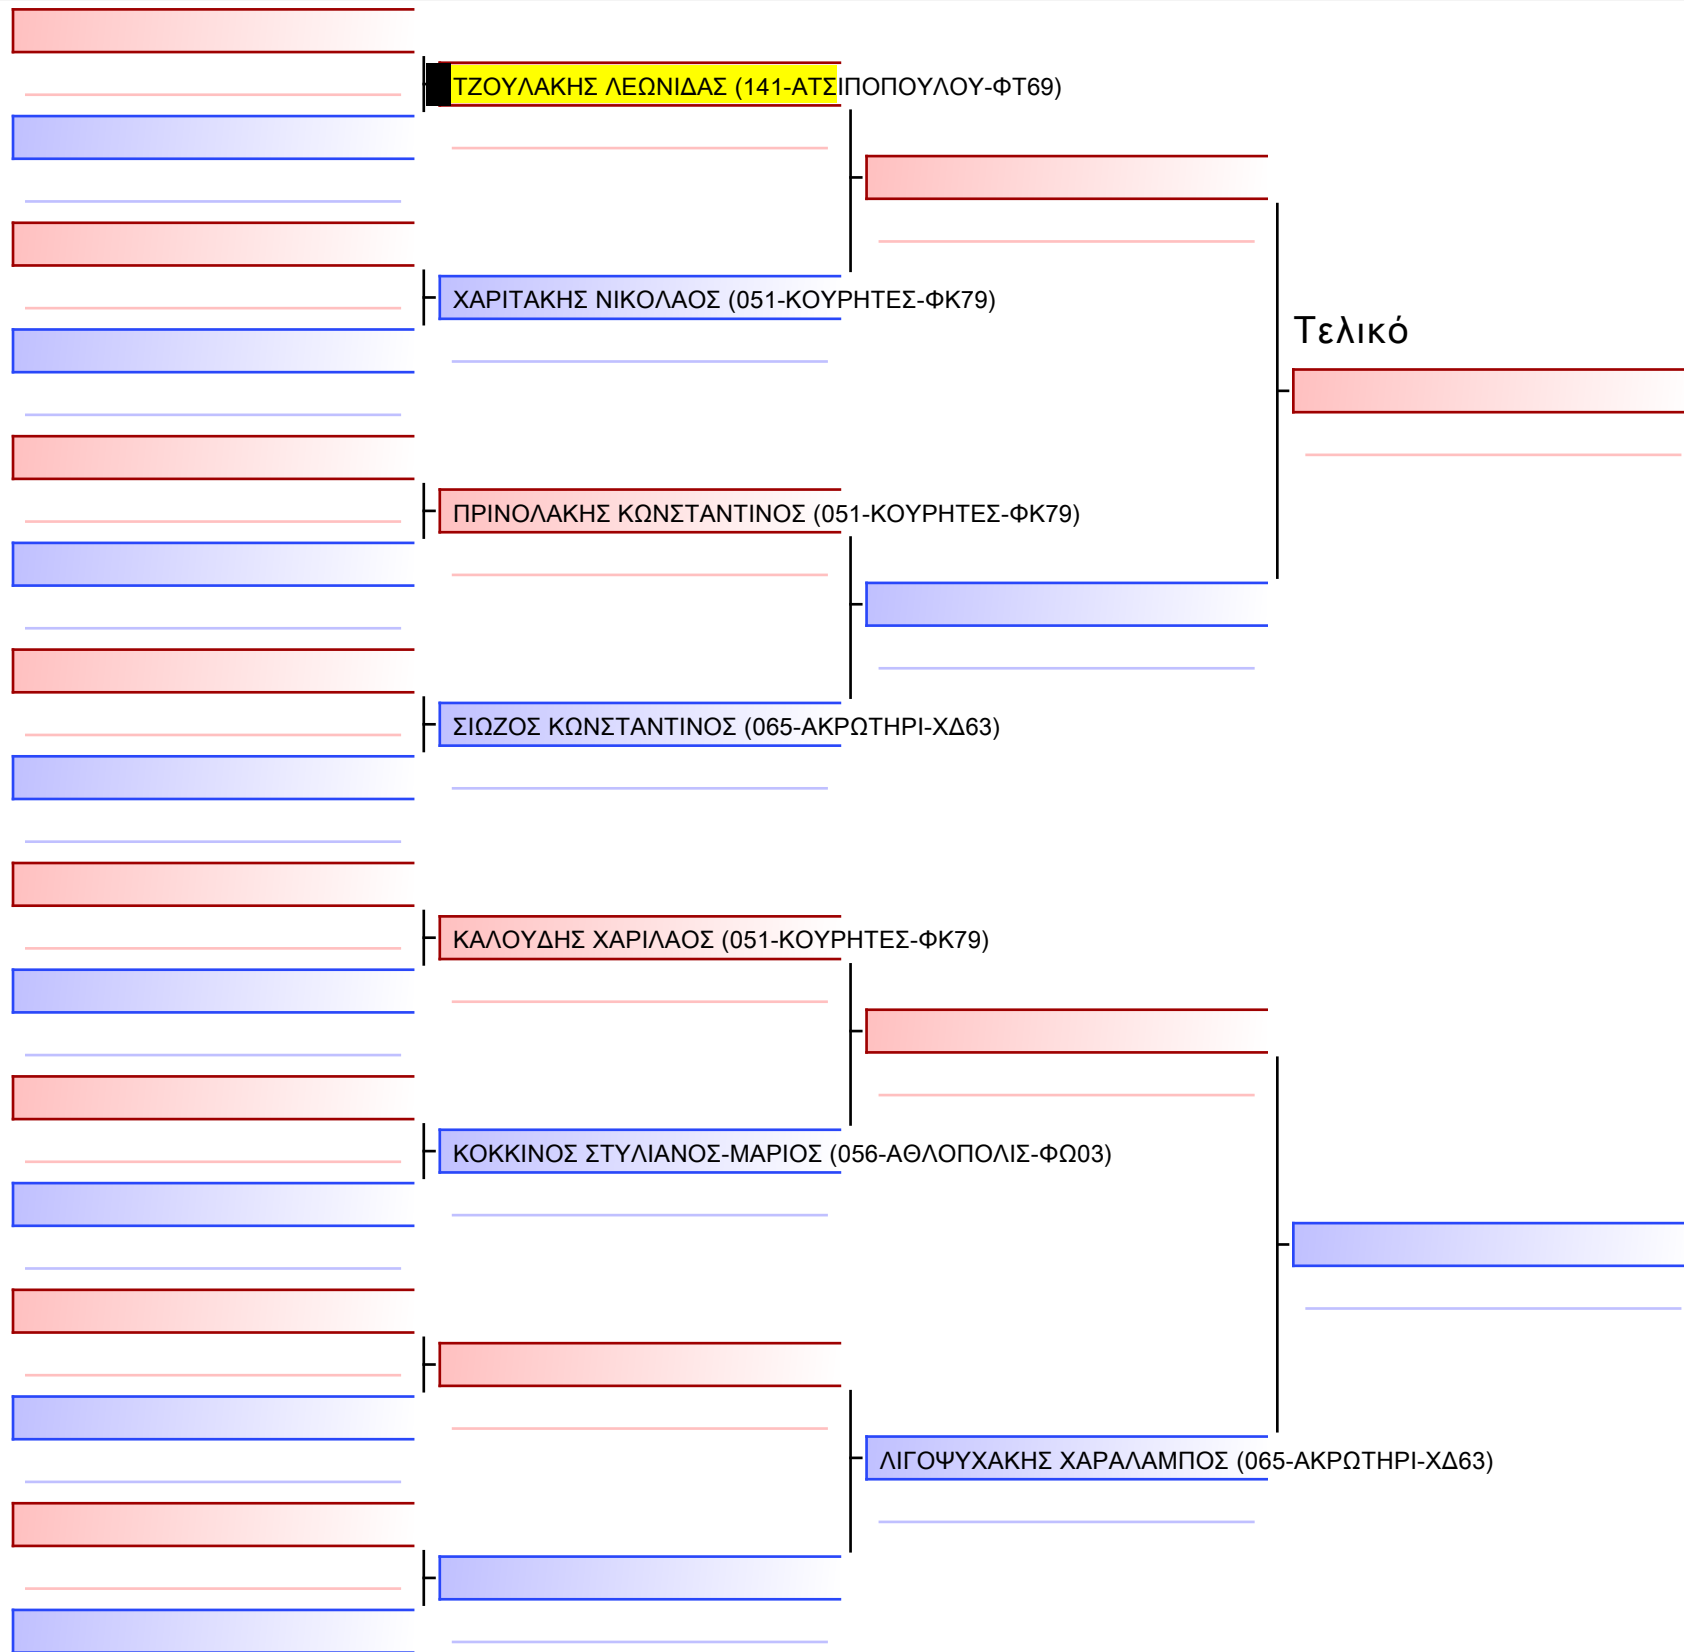 ΤΖΟΥΛΑΚΗΣ ΛΕΩΝΙΔΑΣ (141-ΑΤΣΙΠΟΠΟΥΛΟΥ-ΦΤ69)
ΧΑΡΙΤΑΚΗΣ ΝΙΚΟΛΑΟΣ (051-ΚΟΥΡΗΤΕΣ-ΦΚ79)
Τελικό
ΠΡΙΝΟΛΑΚΗΣ ΚΩΝΣΤΑΝΤΙΝΟΣ (051-ΚΟΥΡΗΤΕΣ-ΦΚ79)
ΣΙΩΖΟΣ ΚΩΝΣΤΑΝΤΙΝΟΣ (065-ΑΚΡΩΤΗΡΙ-ΧΔ63)
ΚΑΛΟΥΔΗΣ ΧΑΡΙΛΑΟΣ (051-ΚΟΥΡΗΤΕΣ-ΦΚ79)
ΚΟΚΚΙΝΟΣ ΣΤΥΛΙΑΝΟΣ-ΜΑΡΙΟΣ (056-ΑΘΛΟΠΟΛΙΣ-ΦΩ03)
ΛΙΓΟΨΥΧΑΚΗΣ ΧΑΡΑΛΑΜΠΟΣ (065-ΑΚΡΩΤΗΡΙ-ΧΔ63)